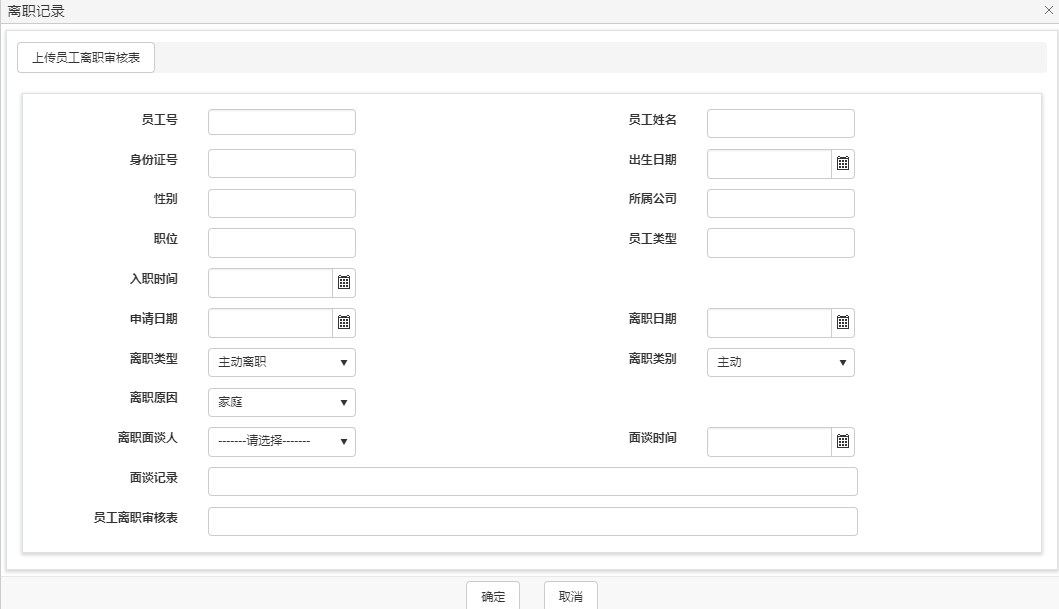 离职记录
上传员工离职审核表
员工号 员工姓名
身份证号 出生日期
性别 所属公司
职位 员工类型
入职时间
申请日期 离职日期
离职类型 主动离职 离职类别 主动
离职原因 家庭
离职面谈人 -------请选择------- 面谈时间
面谈记录
员工离职审核表
确定 取消